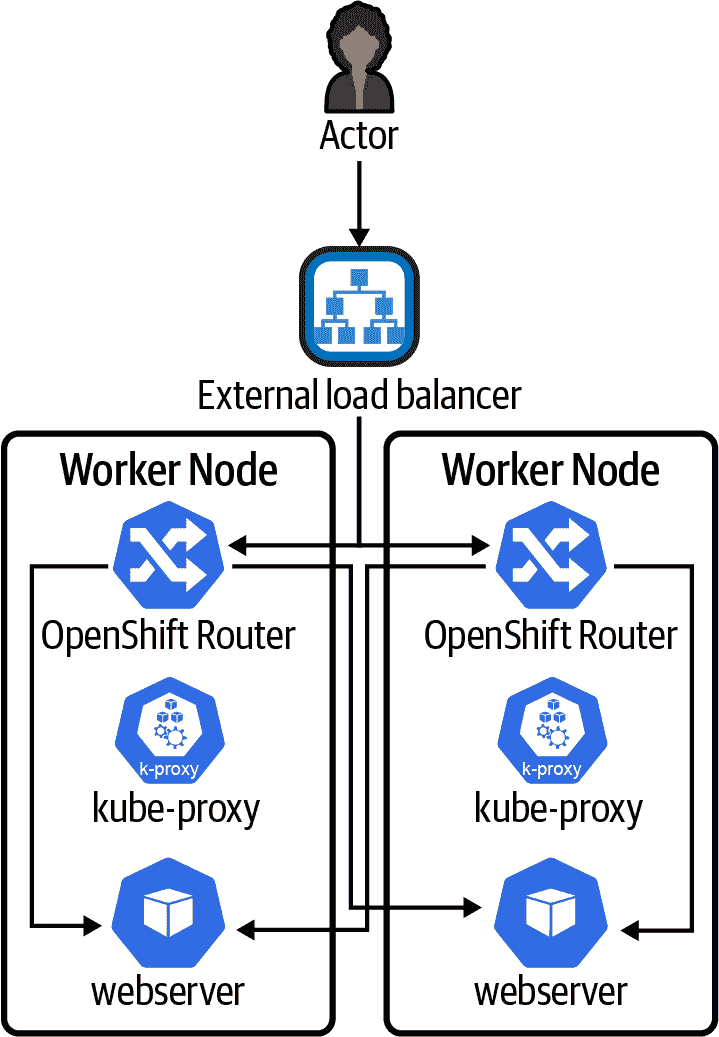 Actor
External load balancer
Worker Node
OpenShift Router
k-proxy
kube-proxy
webserver
Worker Node
OpenShift Router
k-proxy
kube-proxy
webserver